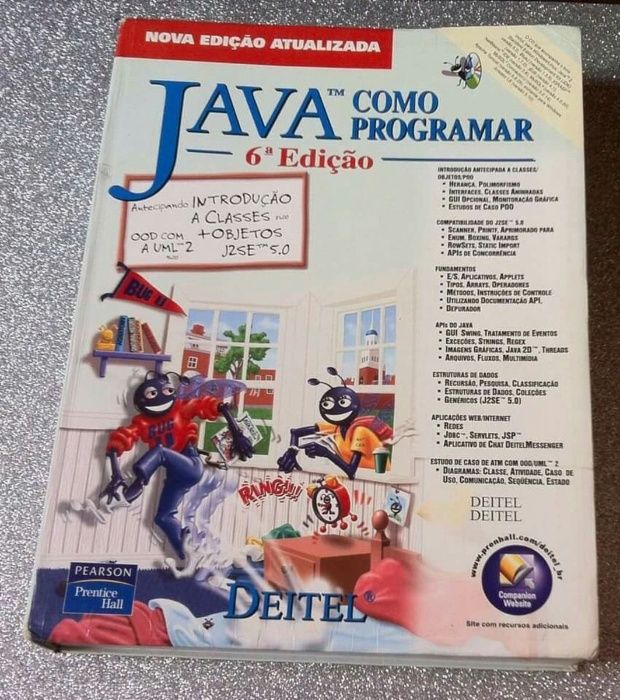 NOVA EDIÇÃO ATUALIZADA
JAVA™ COMO
PROGRAMAR
6ª Edição
Antecipando INTRODUÇÃO
A CLASSES
+OBJETOS
OOD COM
A UML™2
J2SE™ 5.0
BUG U
BUG
RING!!!
INTRODUÇÃO ANTECIPADA A CLASSES/
OBJETOS/POO
• HERANÇA, POLIMORFISMO
• INTERFACES, CLASSES ANINHADAS
• GUI OPCIONAL, MONITORAÇÃO GRÁFICA
• ESTUDOS DE CASO POO
COMPATIBILIDADE DO J2SE™ 5.0
• SCANNER, PRINTF, APRIMORADO PARA
• ENUM, BOXING, VARARGS
• ROWSETS, STATIC IMPORT
• APIS DE CONCORRÊNCIA
FUNDAMENTOS
• E/S, APLICATIVOS, APPLETS
• TIPOS, ARRAYS, OPERADORES
• MÉTODOS, INSTRUÇÕES DE CONTROLE
• UTILIZANDO DOCUMENTAÇÃO API,
• DEPURADOR
APIS DO JAVA
• GUI SWING, TRATAMENTO DE EVENTOS
• EXCEÇÕES, STRINGS, REGEX
• IMAGENS GRÁFICAS, JAVA 2D™, THREADS
• ARQUIVOS, FLUXOS, MULTIMÍDIA
ESTRUTURAS DE DADOS
• RECURSÃO, PESQUISA, CLASSIFICAÇÃO
• ESTRUTURAS DE DADOS, COLEÇÕES
• GENÉRICOS (J2SE™ 5.0)
APLICAÇÕES WEB/INTERNET
• REDES
• JDBC™, SERVLETS, JSP™
• APLICATIVO DE CHAT DEITELMESSENGER
ESTUDO DE CASO DE ATM COM OOD/UML™ 2
• DIAGRAMAS: CLASSE, ATIVIDADE, CASO DE
USO, COMUNICAÇÃO, SEQÜÊNCIA, ESTADO
DEITEL
DEITEL
www.prenhall.com/deitel_br
Companion
Website
Site com recursos adicionais
PEARSON
Prentice
Hall
DEITEL®